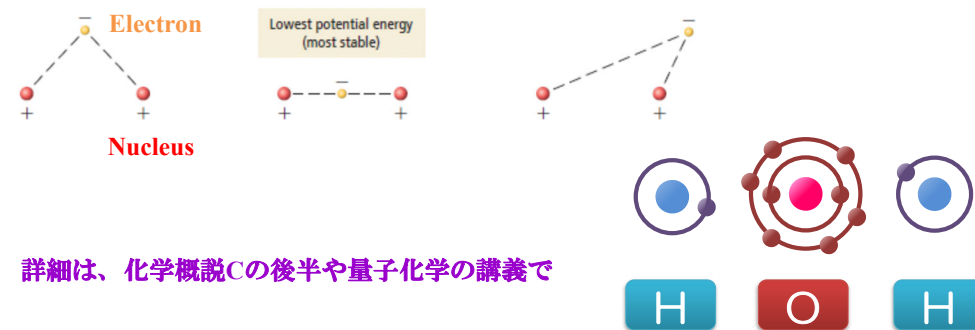 Electron
Lowest potential energy
(most stable)
− − −
+ + + + + +
Nucleus
詳細は、化学概説Cの後半や量子化学の講義で
H O H